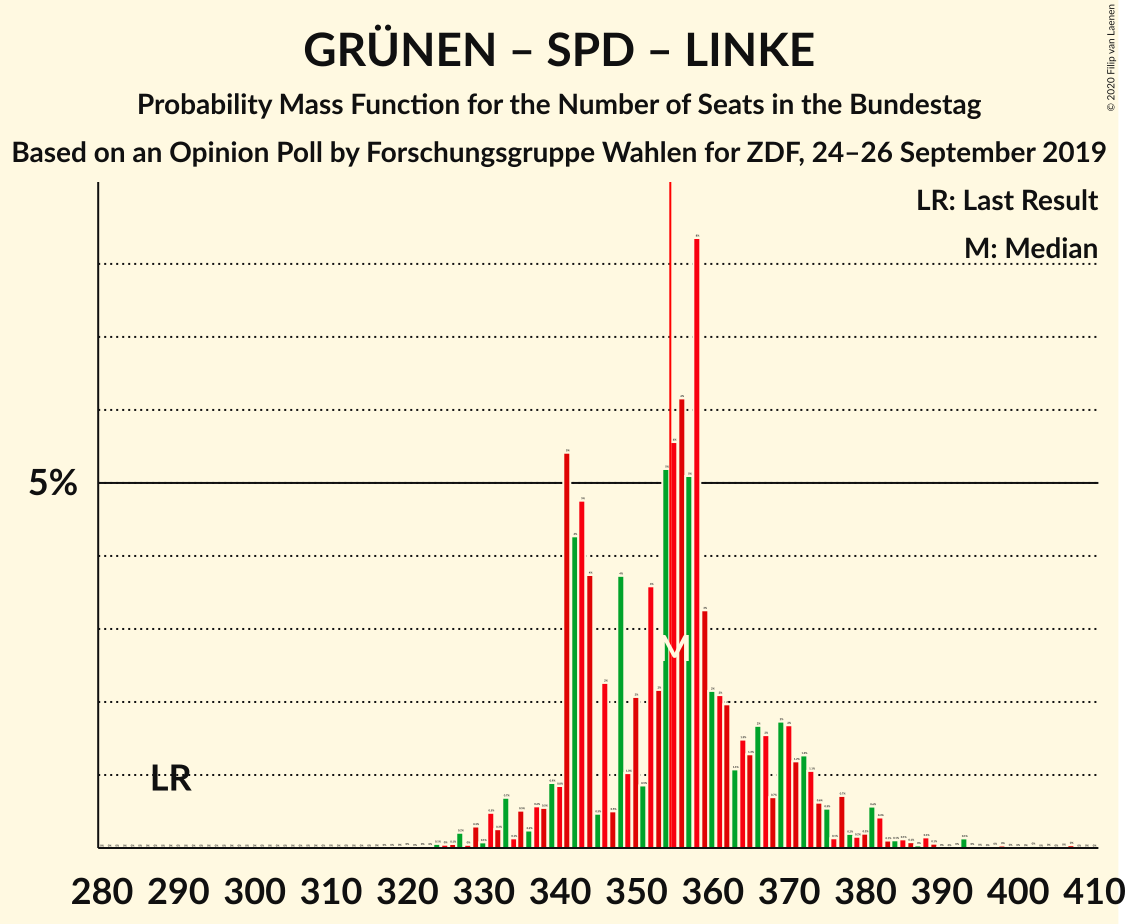 GRÜNEN – SPD – LINKE
Probability Mass Function for the Number of Seats in the Bundestag
Based on an Opinion Poll by Forschungsgruppe Wahlen for ZDF, 24–26 September 2019
© 2020 Filip van Laenen
LR: Last Result
M: Median
5%
M
LR
280 290 300 310 320 330 340 350 360 370 380 390 400 410